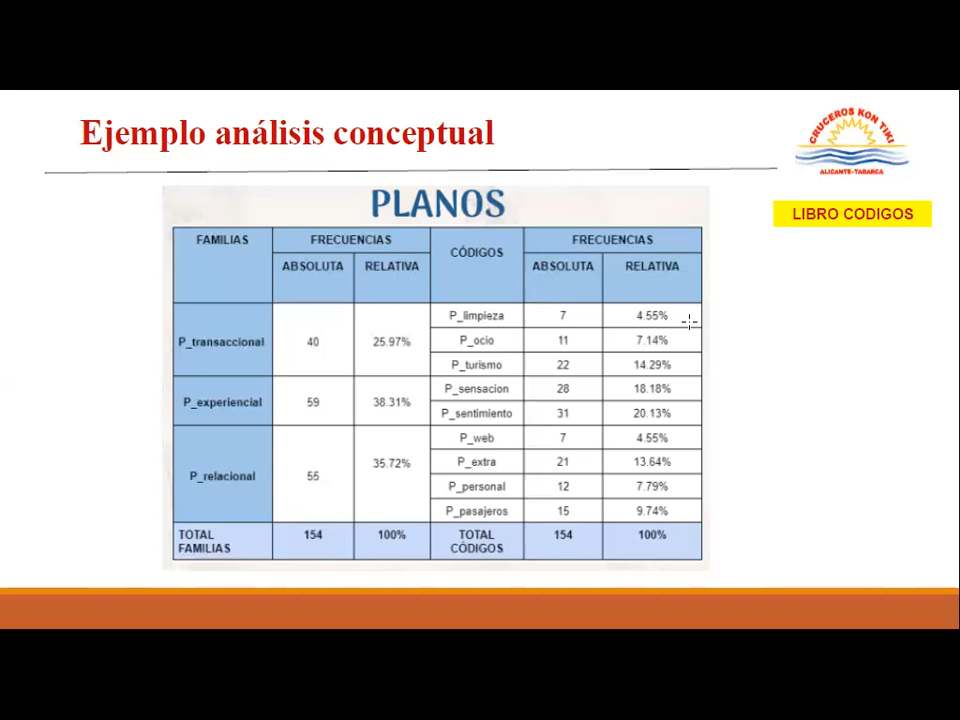 Ejemplo análisis conceptual
CRUCEROS KON TIKI
ALICANTE-TABARCA
LIBRO CODIGOS
PLANOS
FAMILIAS FRECUENCIAS CÓDIGOS FRECUENCIAS
ABSOLUTA RELATIVA ABSOLUTA RELATIVA
P_limpieza 7 4.55%
P_transaccional 40 25.97% P_ocio 11 7.14%
P_turismo 22 14.29%
P_experiencial 59 38.31% P_sensacion 28 18.18%
P_sentimiento 31 20.13%
P_web 7 4.55%
P_relacional 55 35.72% P_extra 21 13.64%
P_personal 12 7.79%
P_pasajeros 15 9.74%
TOTAL FAMILIAS 154 100% TOTAL CÓDIGOS 154 100%